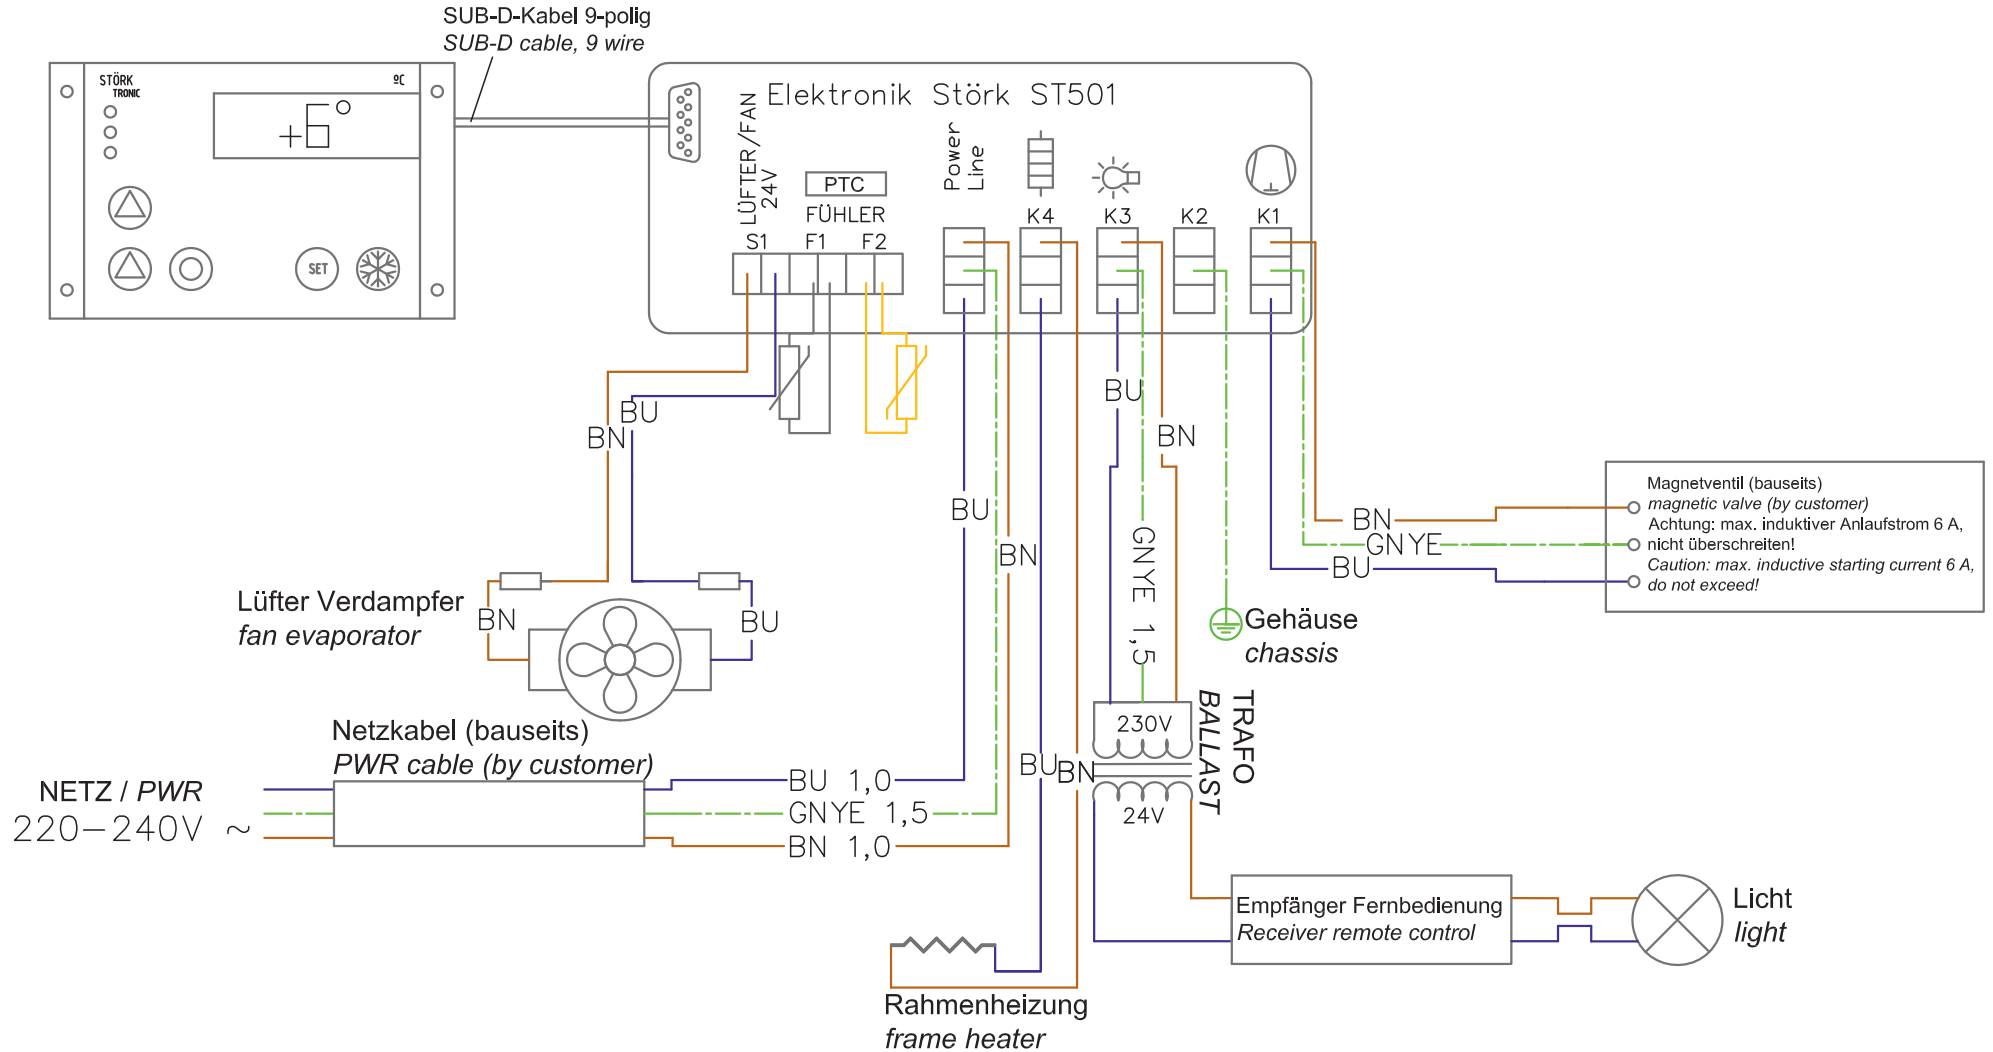 SUB-D-Kabel 9-polig
SUB-D cable, 9 wire
STÖRK
TRONIC
ºC
+6°
SET
Elektronik Störk ST501
LÜFTER/FAN
24V
PTC
FÜHLER
S1
F1
F2
Power
Line
K4
K3
K2
K1
BU
BN
BU
BN
BU
BN
BU
BN
GNYE 1,5
BN
GNYE
BU
Magnetventil (bauseits)
magnetic valve (by customer)
Achtung: max. induktiver Anlaufstrom 6 A,
nicht überschreiten!
Caution: max. inductive starting current 6 A,
do not exceed!
Lüfter Verdampfer
fan evaporator
BN
BU
Gehäuse
chassis
Netzkabel (bauseits)
PWR cable (by customer)
NETZ / PWR
220-240V ~
BU 1,0
GNYE 1,5
BN 1,0
BU
BN
230V
24V
TRAFO
BALLAST
Empfänger Fernbedienung
Receiver remote control
Licht
light
Rahmenheizung
frame heater